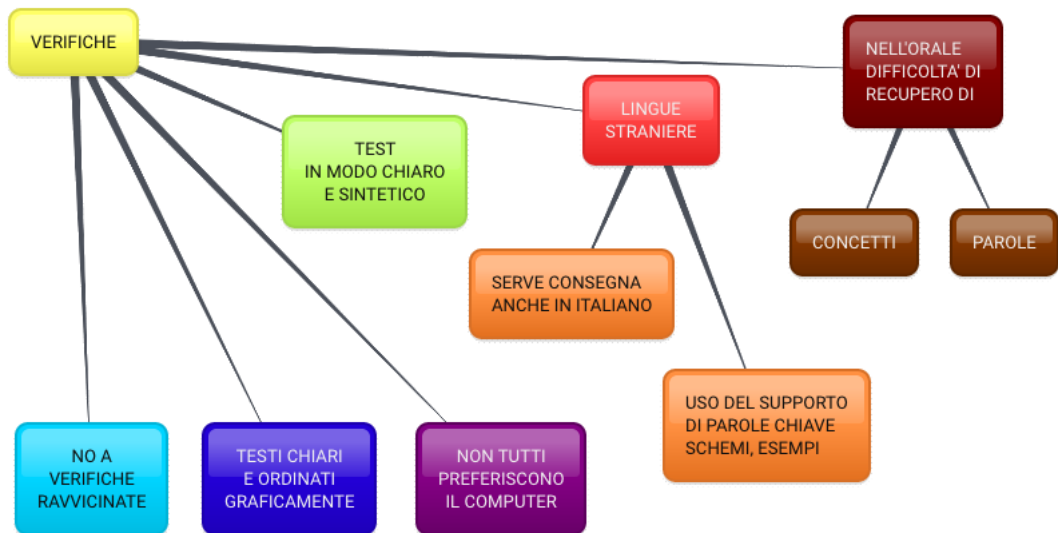 VERIFICHE
NELL'ORALE
DIFFICOLTA' DI
RECUPERO DI
LINGUE
STRANIERE
TEST
IN MODO CHIARO
E SINTETICO
CONCETTI
PAROLE
SERVE CONSEGNA
ANCHE IN ITALIANO
USO DEL SUPPORTO
DI PAROLE CHIAVE
SCHEMI, ESEMPI
NO A
VERIFICHE
RAVVICINATE
TESTI CHIARI
E ORDINATI
GRAFICAMENTE
NON TUTTI
PREFERISCONO
IL COMPUTER